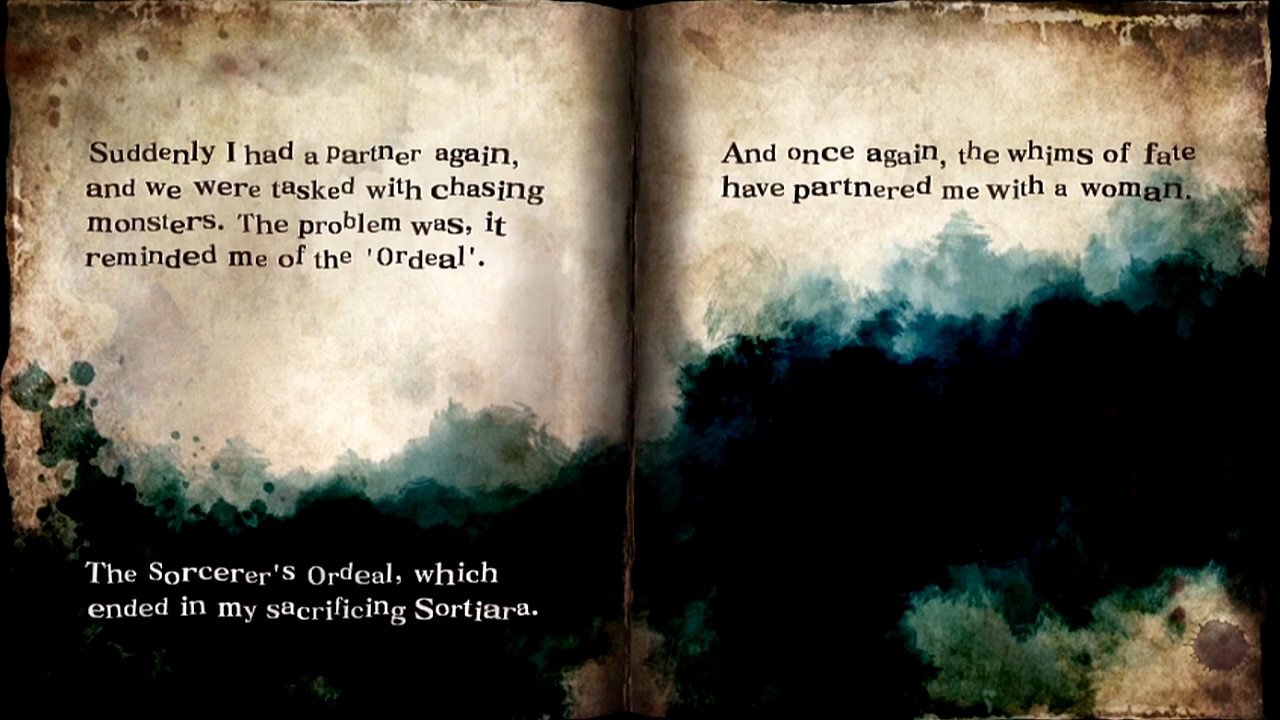 Suddenly I had a partner again,
and we were tasked with chasing
monsters. The problem was, it
reminded me of the 'Ordeal'.
The Sorcerer's Ordeal, which
ended in my sacrificing Sortiara.
And once again, the whims of fate
have partnered me with a woman.